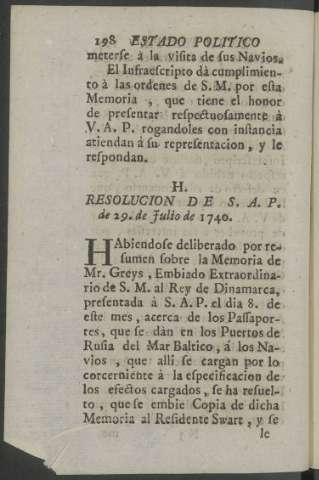 198 ESTADO POLITICO
meterse à la visita de sus Navios.
El Infraescripto dà cumplimien-
to à las ordenes de S. M. por esta
Memoria , que tiene el honor
de presentar respectuosamente à
V. A. P. rogandoles con instancia
atiendan á su representacion, y le
respondan.
H.
RESOLUCION DE S. A. P.
de 29. de Julio de 1740.
HAbiendose deliberado por re-
sumen sobre la Memoria de
Mr. Greys, Embiado Extraordina-
rio de S. M. al Rey de Dinamarca,
presentada à S. A. P. el dia 8. de
este mes, acerca de los Passapor-
tes, que se dàn en los Puertos de
Rusia del Mar Baltico, á los Na-
vios , que alli se cargan por lo
concerniente à la especificacion de
los efectos cargados, se ha resuel-
to , que se embie Copia de dicha
Memoria al Residente Swart, y se
le